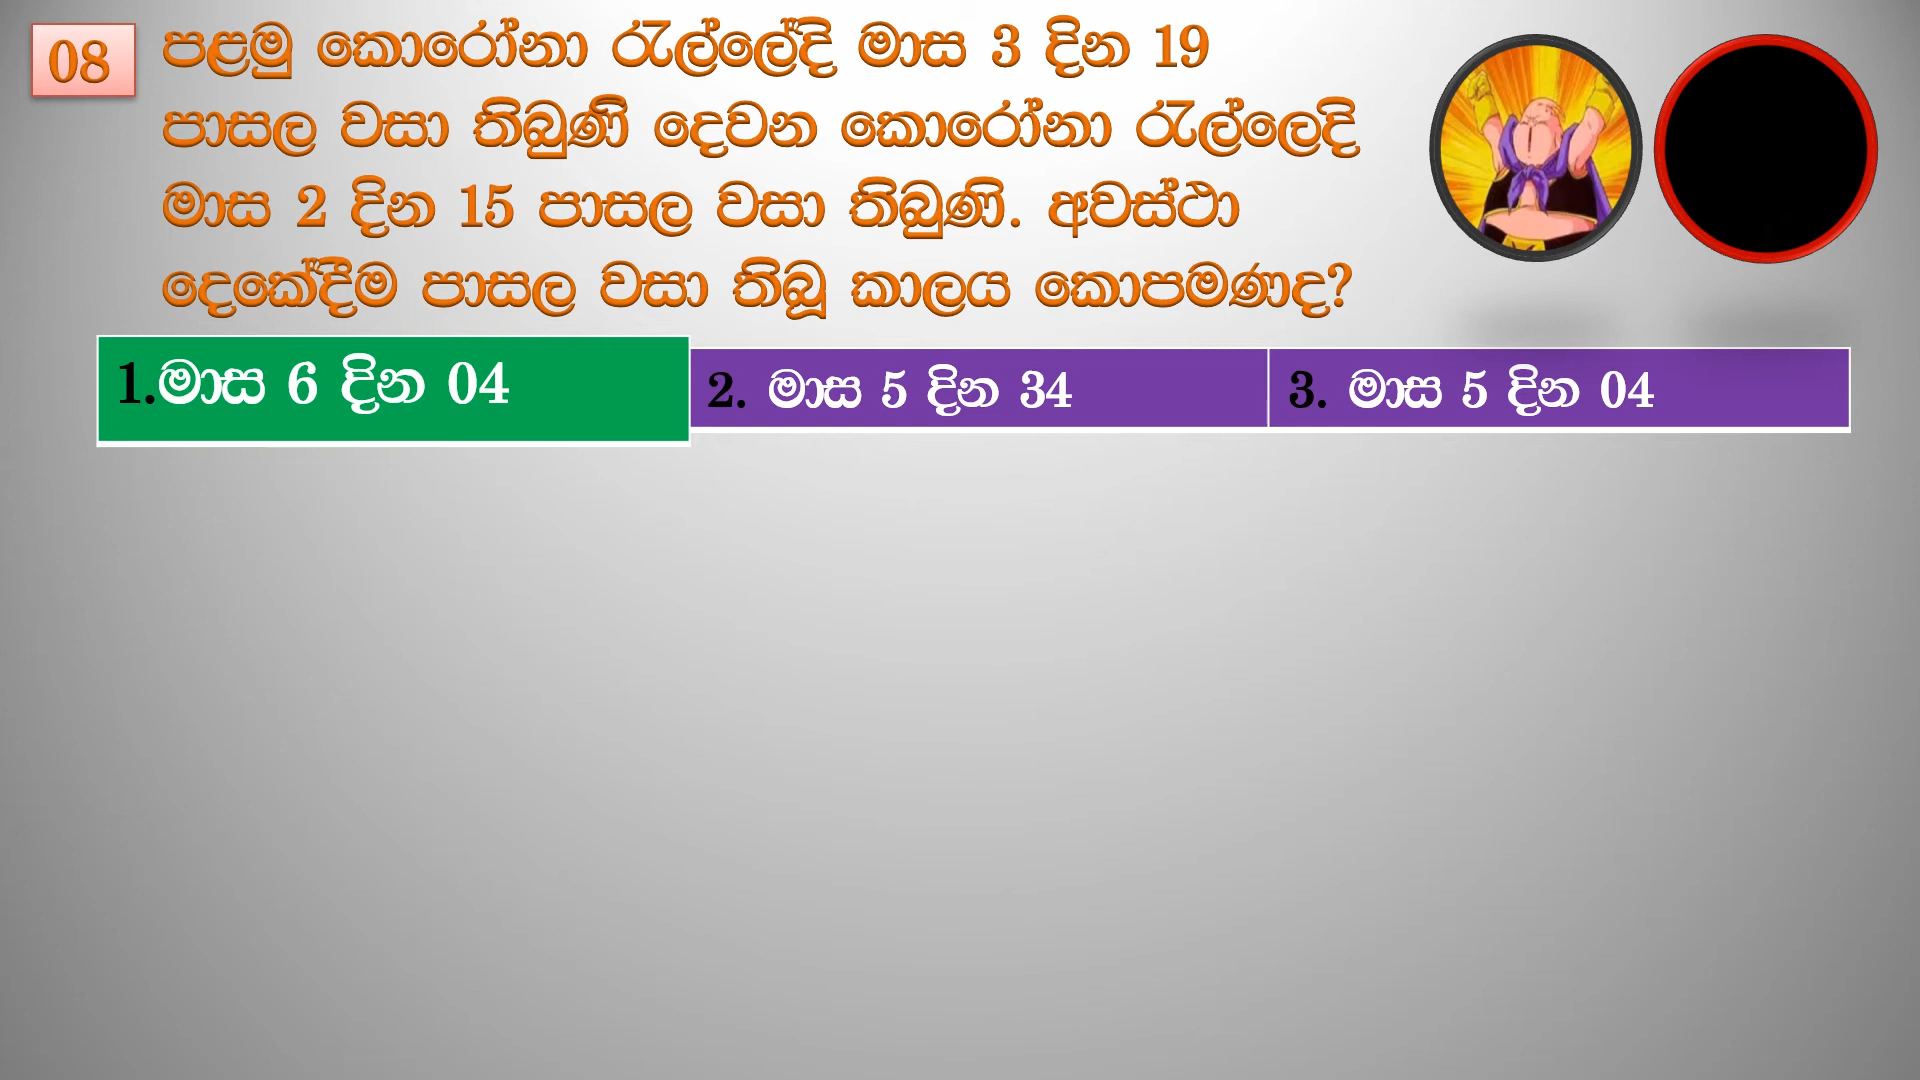 08
පළමු කොරෝනා රැල්ලේදි මාස 3 දින 19
පාසල වසා තිබුණි දෙවන කොරෝනා රැල්ලෙදි
මාස 2 දින 15 පාසල වසා තිබුණි. අවස්ථා
දෙකේදීම පාසල වසා තිබූ කාලය කොපමණද?
1.මාස 6 දින 04
2. මාස 5 දින 34
3. මාස 5 දින 04